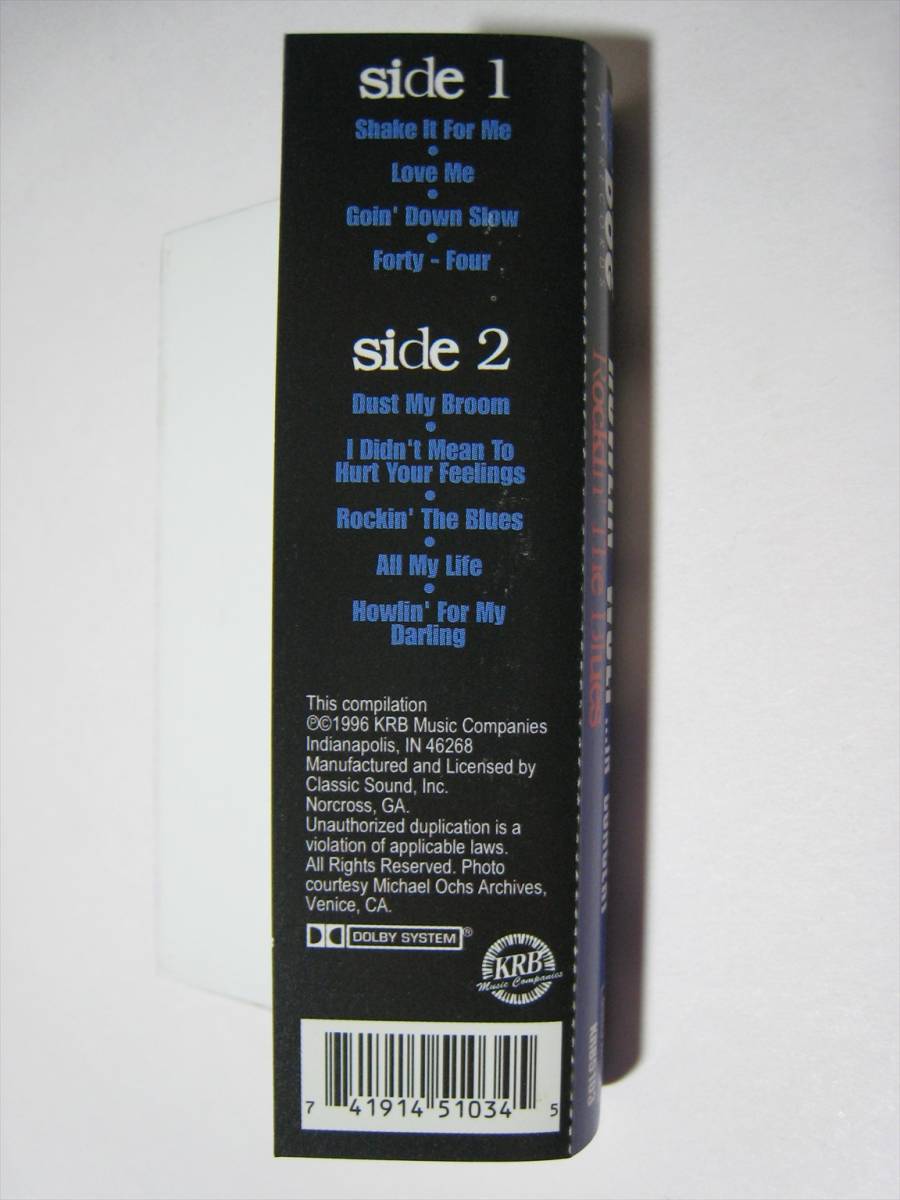 side 1
Shake It For Me
Love Me
Goin' Down Slow
Forty - Four
side 2
Dust My Broom
I Didn't Mean To
Hurt Your Feelings
Rockin' The Blues
All My Life
Howlin' For My
Darling
This compilation
℗©1996 KRB Music Companies
Indianapolis, IN 46268
Manufactured and Licensed by
Classic Sound, Inc.
Norcross, GA.
Unauthorized duplication is a
violation of applicable laws.
All Rights Reserved. Photo
courtesy Michael Ochs Archives,
Venice, CA.
DOLBY SYSTEM®
KRB
Music Companies
7 41914 51034 5
Rockin' The Blues